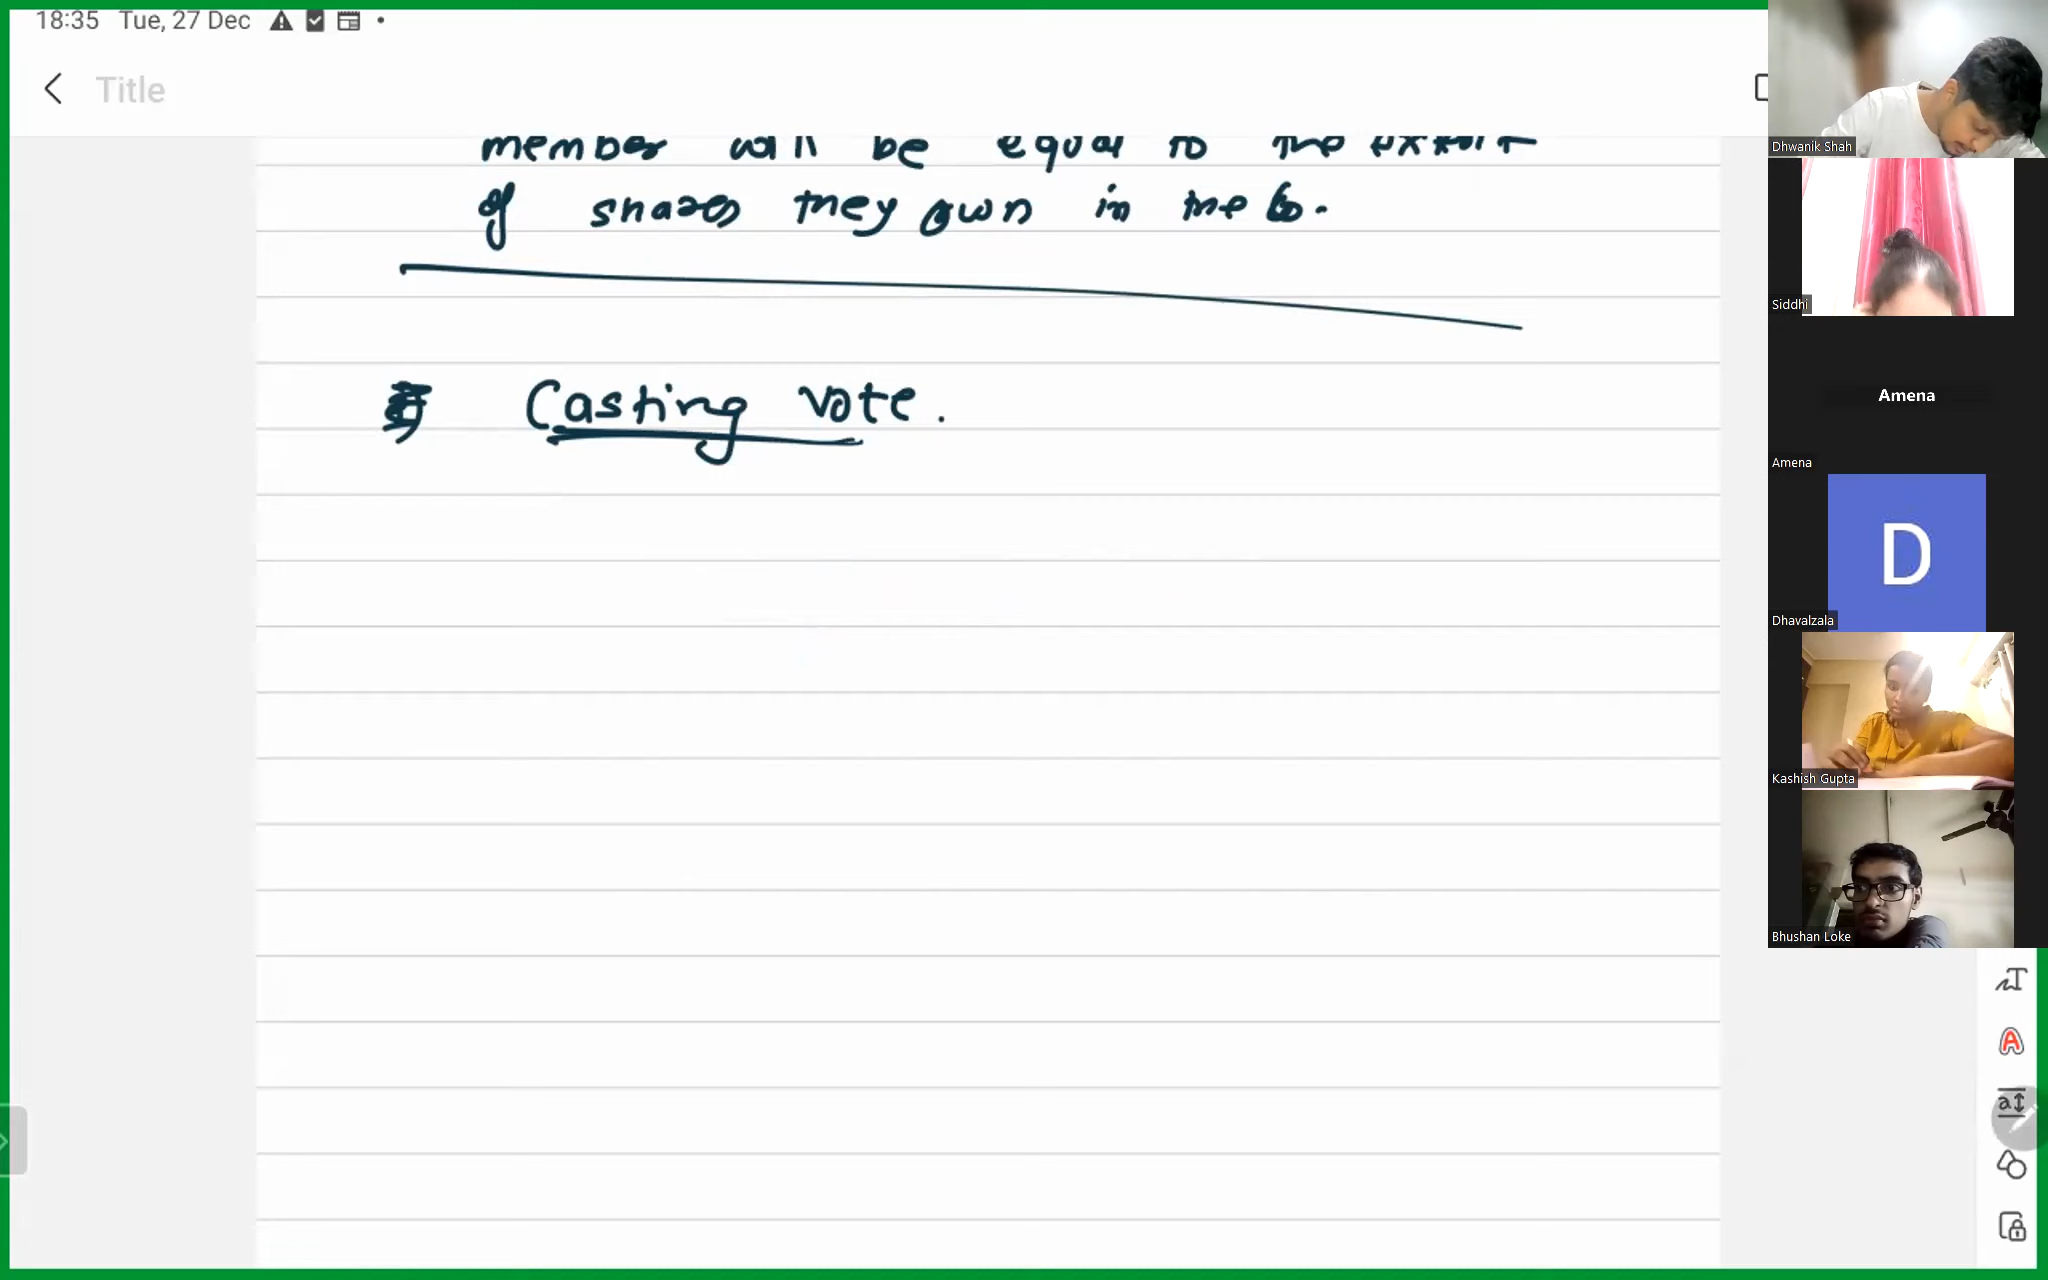 18:35 Tue, 27 Dec
Title
member will be equal to the extent
of shares they own in the Co.
Casting vote.
Dhwanik Shah
Siddhi
Amena
Amena
D
Dhavalzala
Kashish Gupta
Bhushan Loke
T
A
a